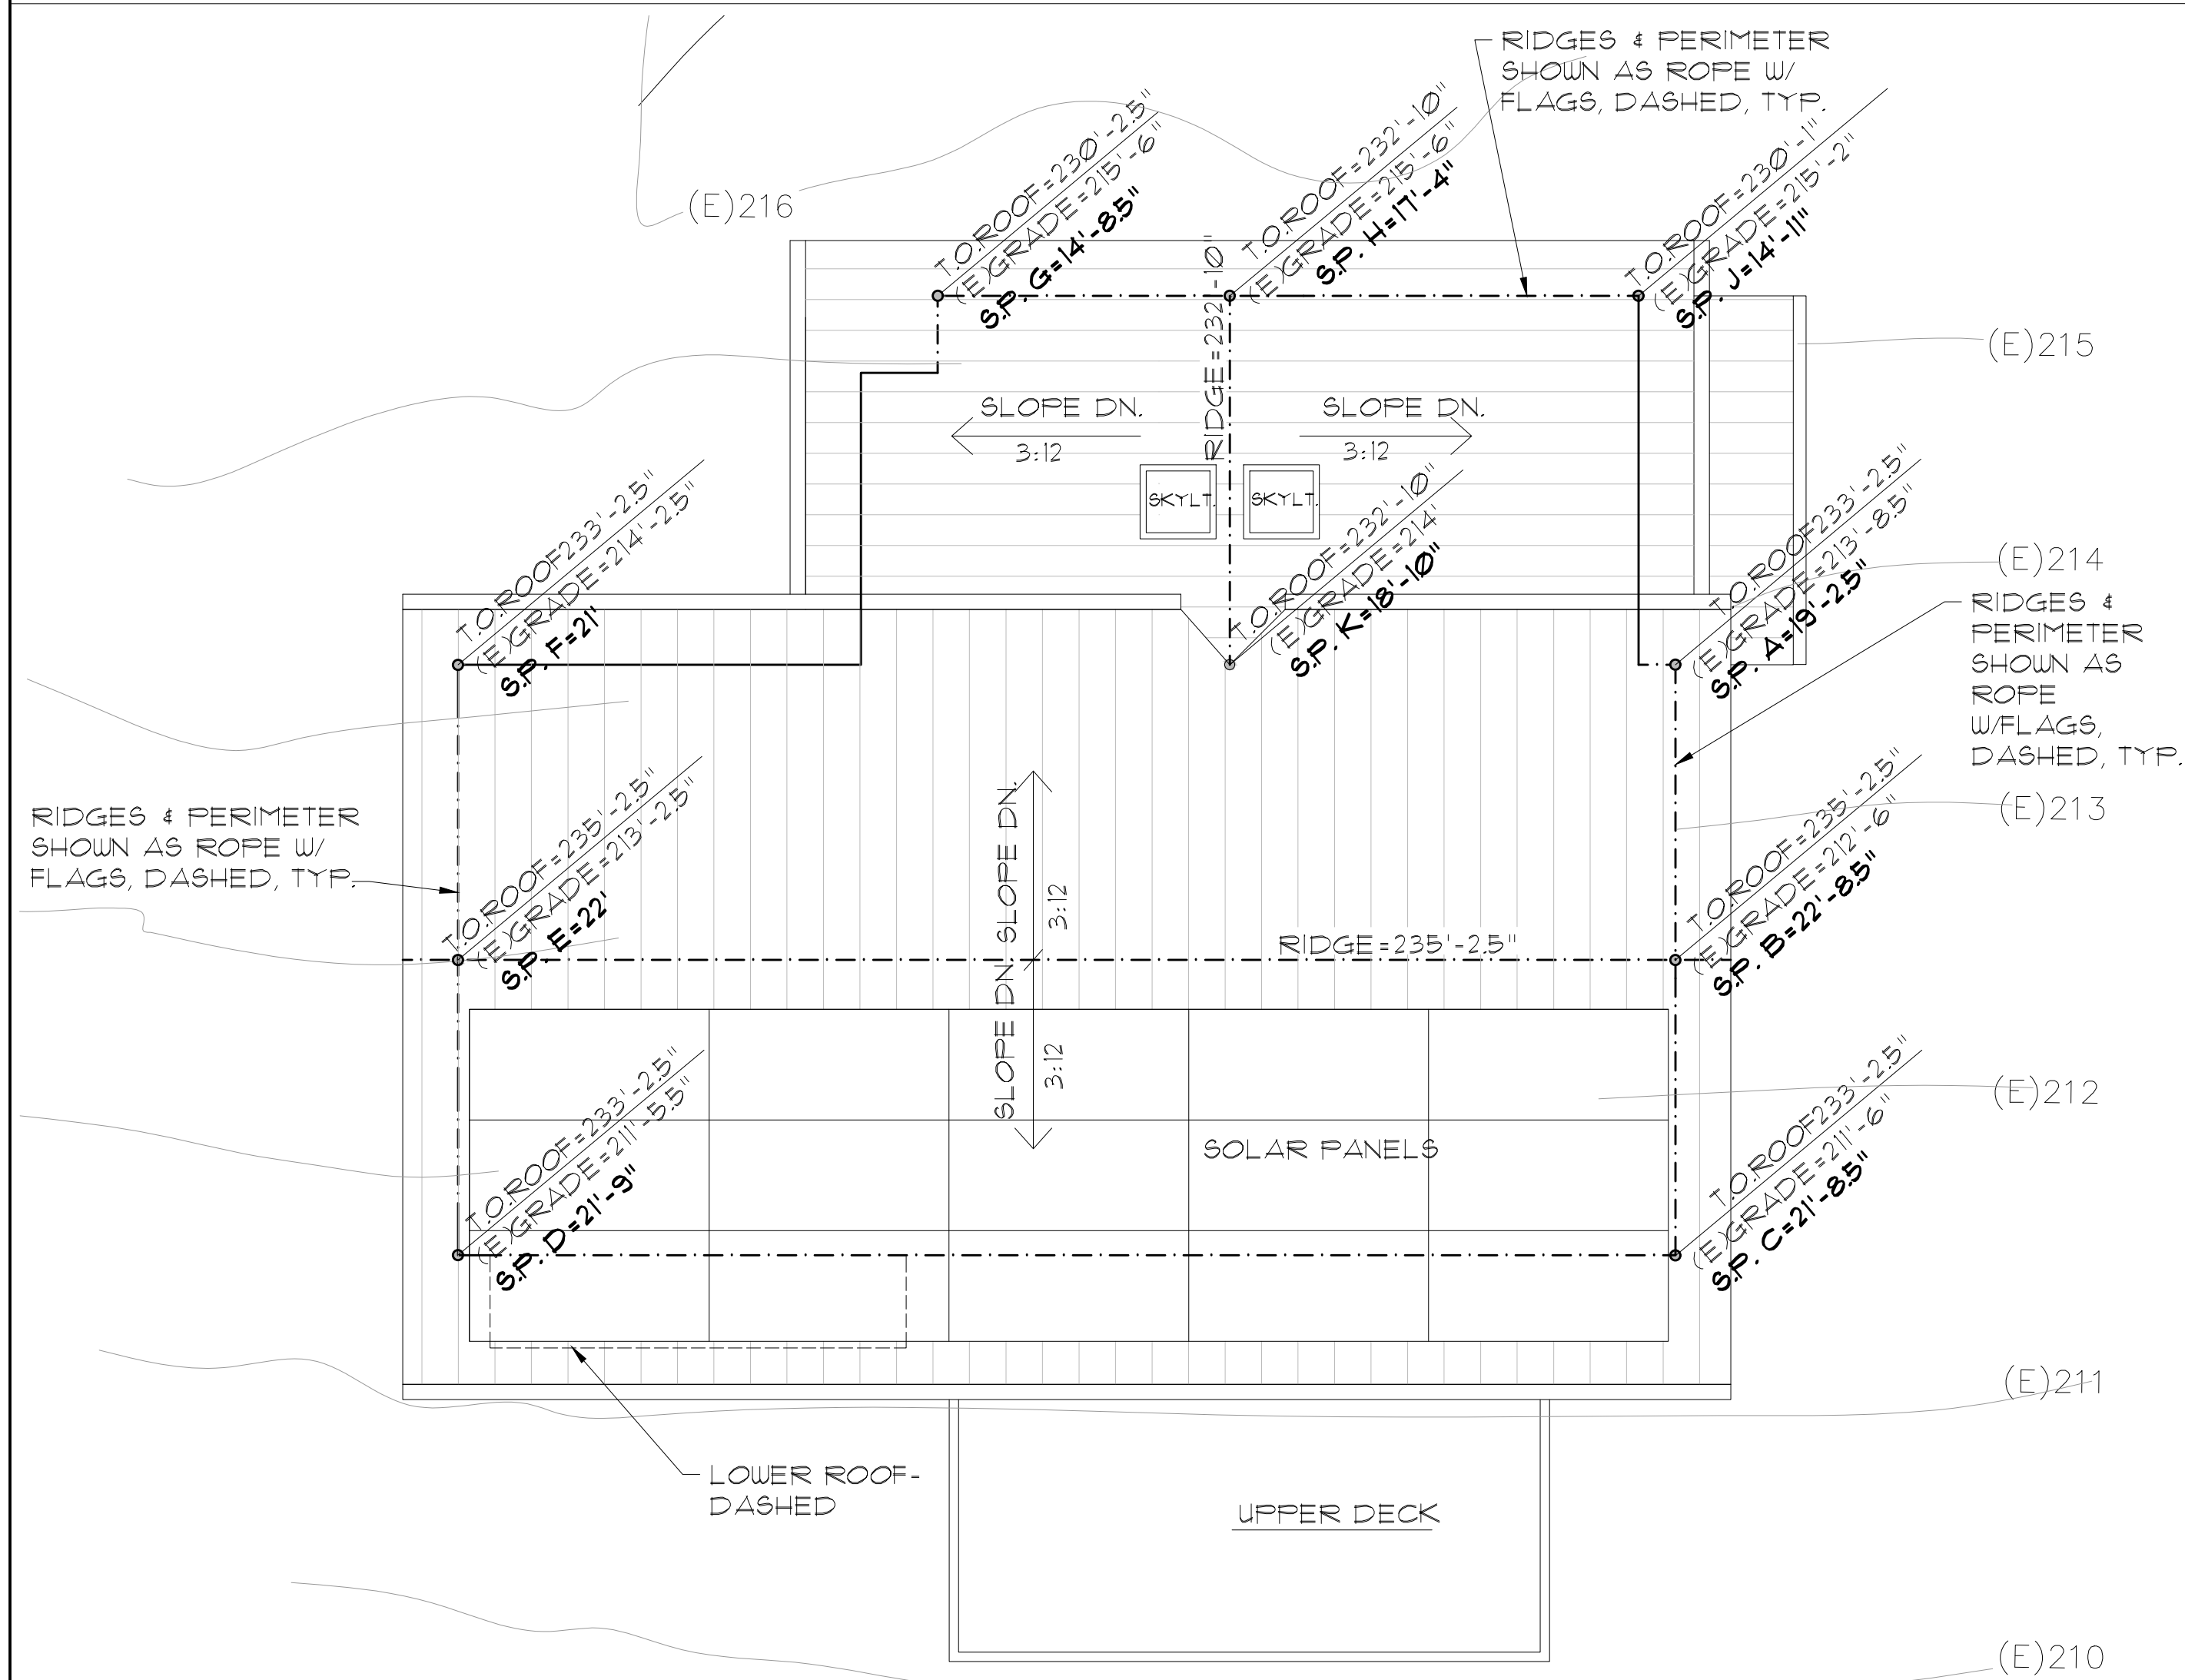 RIDGES & PERIMETER
SHOWN AS ROPE W/
FLAGS, DASHED, TYP.
(E)216
T.O.ROOF=230'-2.5"
(E)GRADE=215'-6"
S.P. G=14'-8.5"
T.O.ROOF=232'-10"
(E)GRADE=215'-6"
S.P. H=17'-4"
T.O.ROOF=230'-1"
(E)GRADE=215'-2"
S.P. J=14'-11"
RIDGE=232'-10"
(E)215
SLOPE DN.
3:12
SLOPE DN.
3:12
SKYLT.
SKYLT.
T.O.ROOF233'-2.5"
(E)GRADE=214'-2.5"
S.P. F=21'
T.O.ROOF=232'-10"
(E)GRADE=214'
S.P. K=18'-10"
T.O.ROOF233'-2.5"
(E)GRADE=213'-8.5"
S.P. A=19'-2.5"
(E)214
RIDGES &
PERIMETER
SHOWN AS
ROPE
W/FLAGS,
DASHED, TYP.
RIDGES & PERIMETER
SHOWN AS ROPE W/
FLAGS, DASHED, TYP.
T.O.ROOF=235'-2.5"
(E)GRADE=213'-2.5"
S.P. E=22'
SLOPE DN.
3:12
SLOPE DN.
3:12
RIDGE=235'-2.5"
T.O.ROOF=235'-2.5"
(E)GRADE=212'-6"
S.P. B=22'-8.5"
(E)213
T.O.ROOF=233'-2.5"
(E)GRADE=211'-5.5"
S.P. D=21'-9"
SOLAR PANELS
T.O.ROOF233'-2.5"
(E)GRADE=211'-6"
S.P. C=21'-8.5"
(E)212
(E)211
LOWER ROOF-
DASHED
UPPER DECK
(E)210